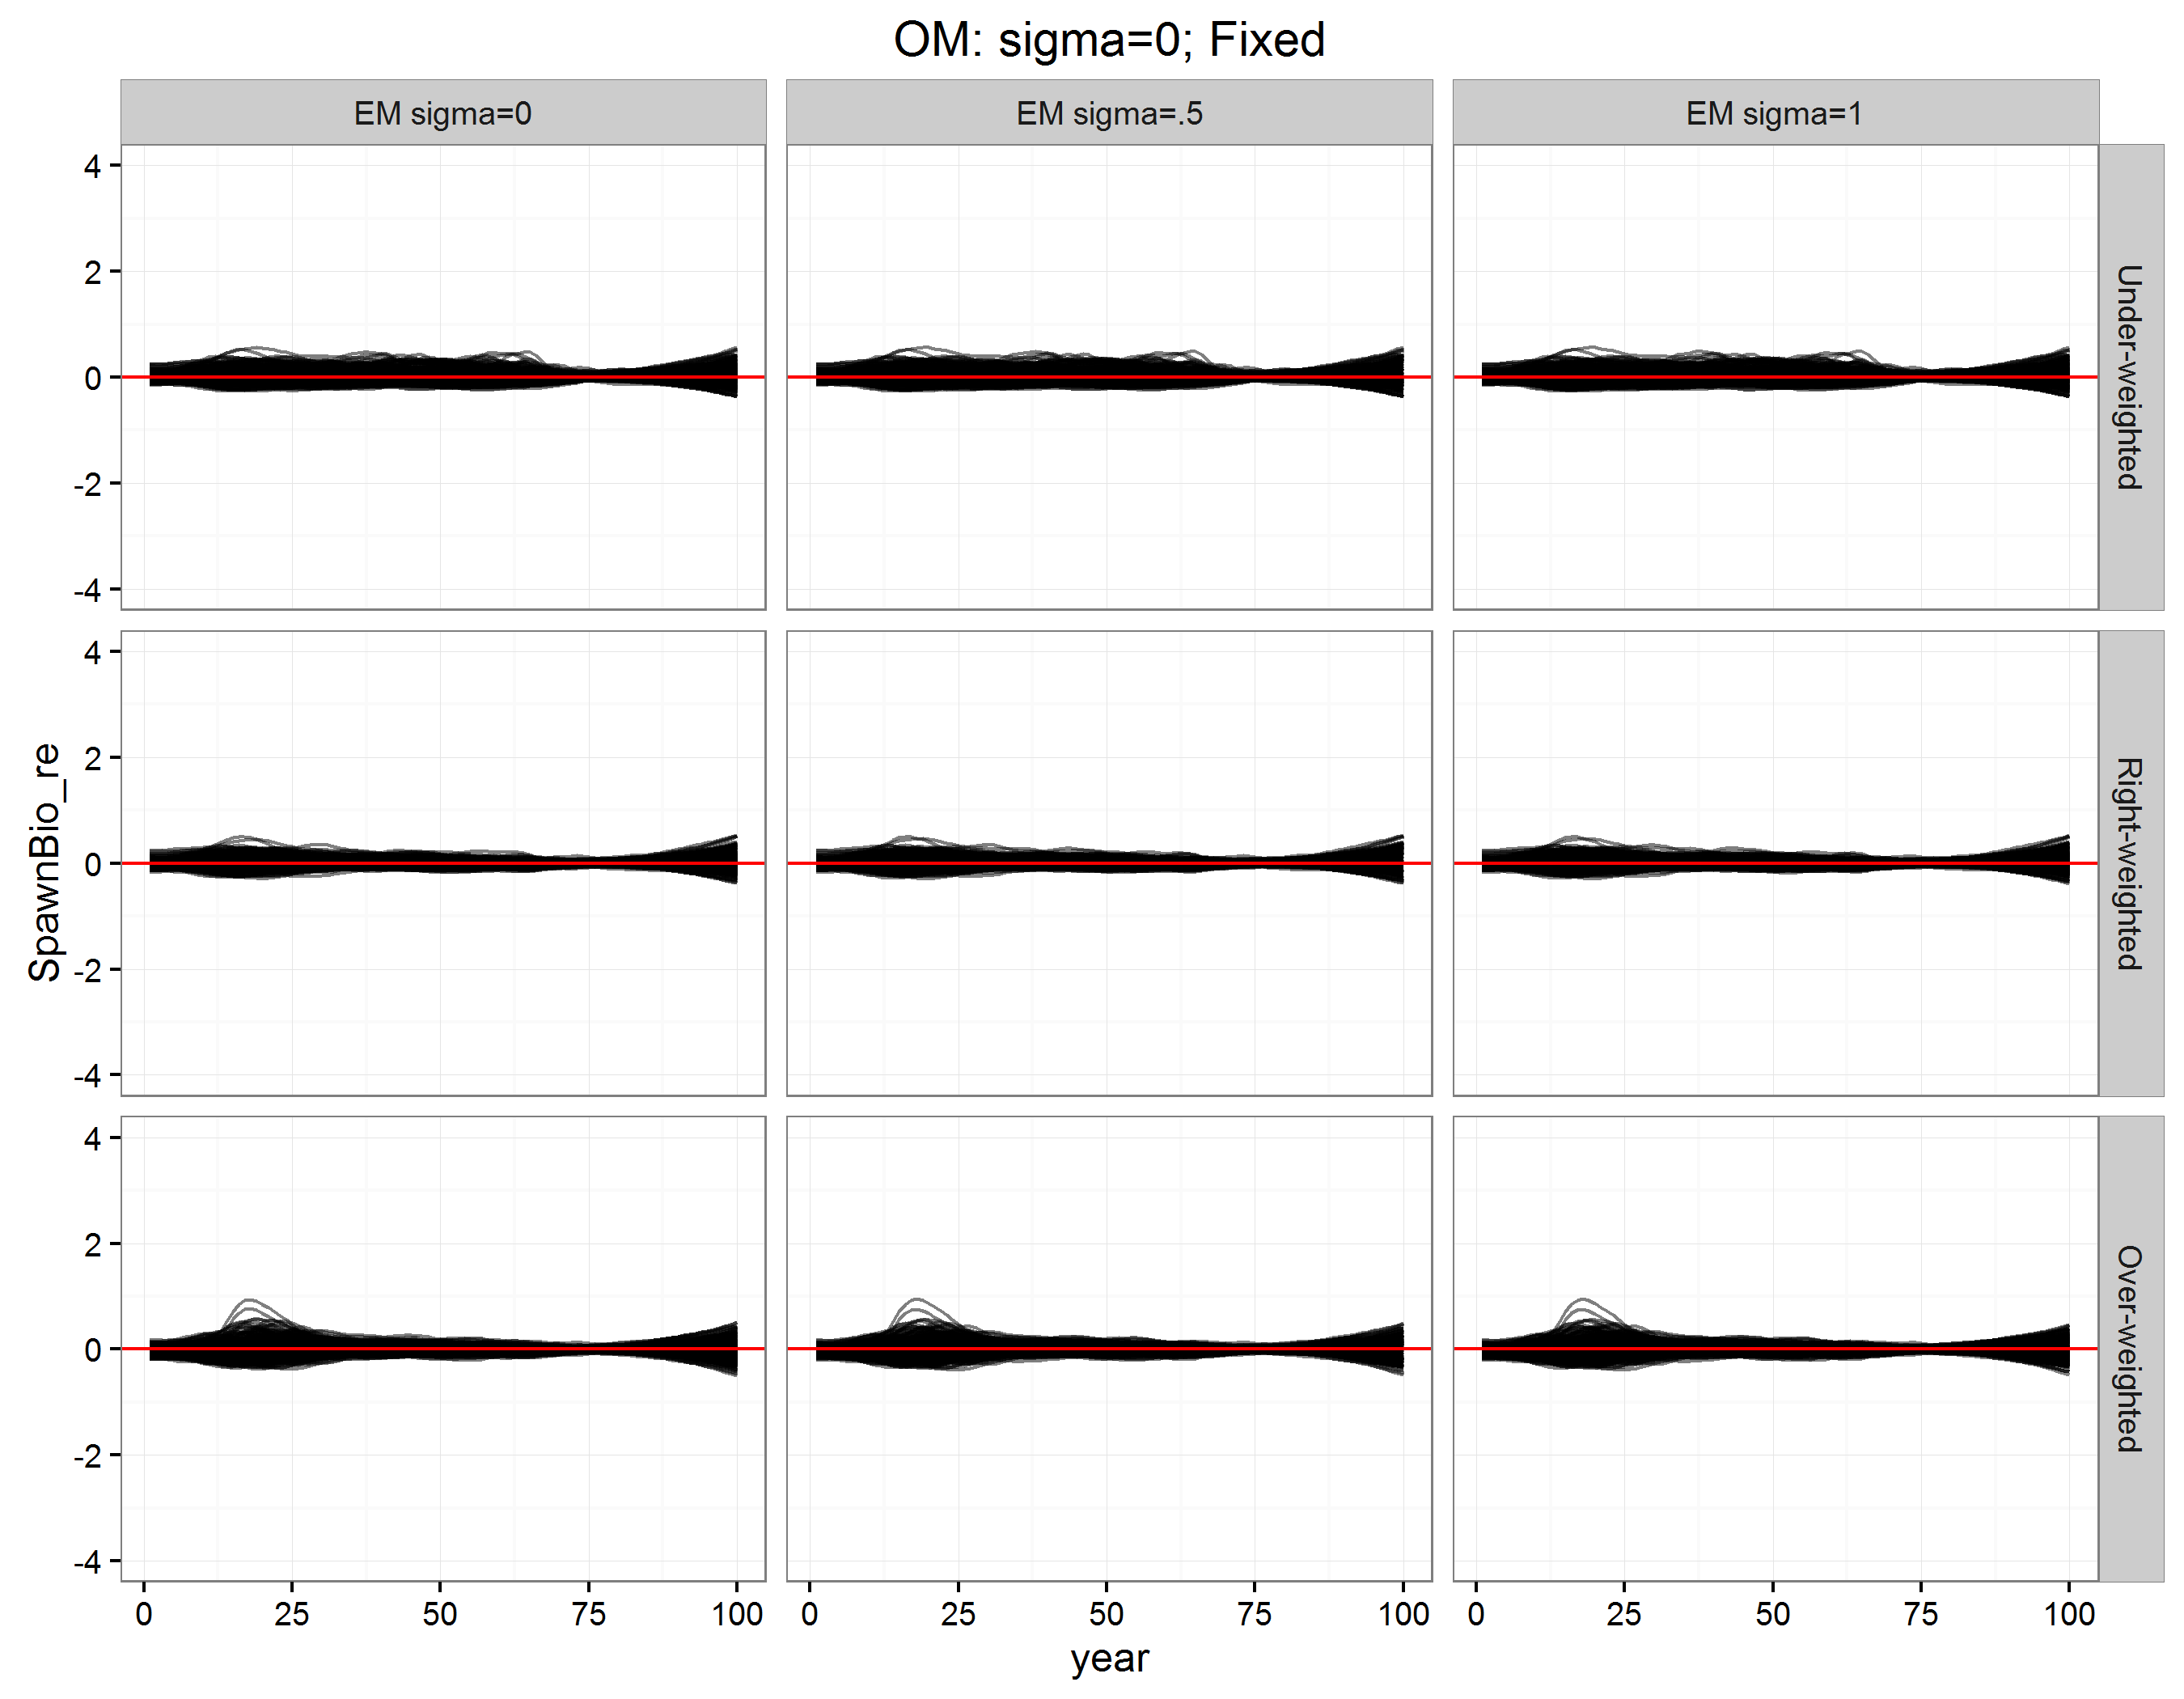 OM: sigma=0; Fixed
EM sigma=0
EM sigma=.5
EM sigma=1
4
2
0
-2
-4
Under-weighted
4
2
0
-2
-4
Right-weighted
SpawnBio_re
4
2
0
-2
-4
Over-weighted
0 25 50 75 100
0 25 50 75 100
0 25 50 75 100
year